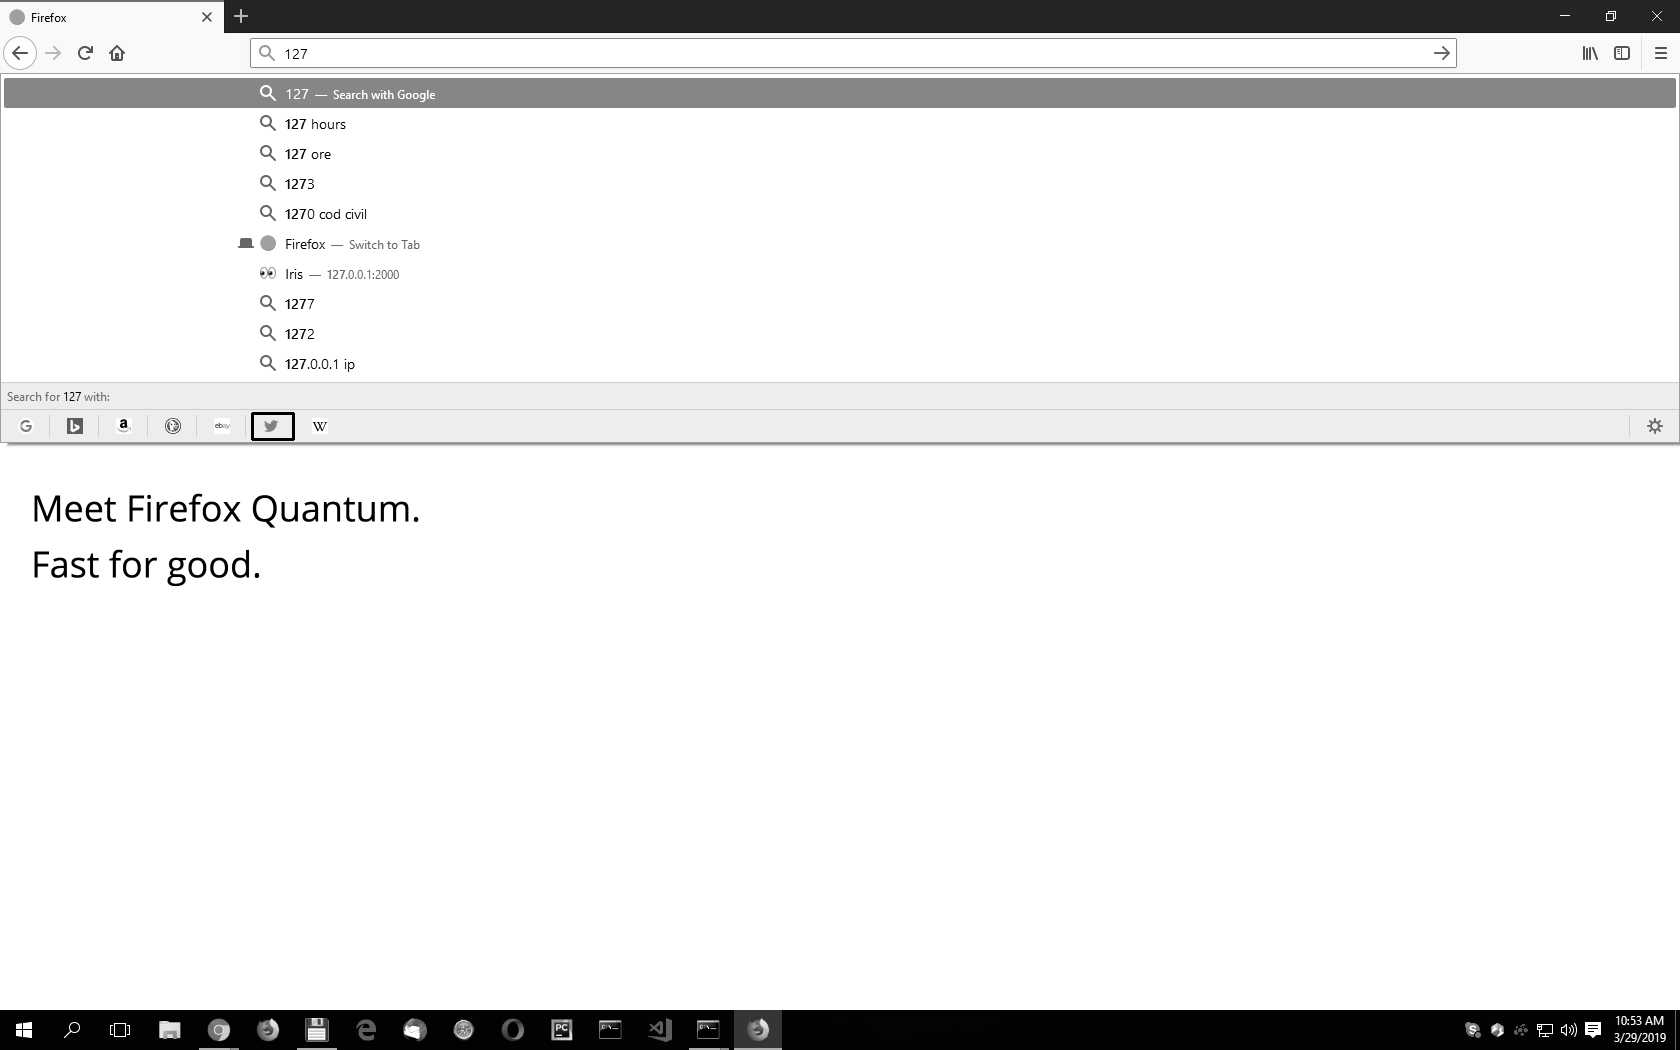 Firefox
127
127 — Search with Google
127 hours
127 ore
1273
1270 cod civil
Firefox — Switch to Tab
Iris — 127.0.0.1:2000
1277
1272
127.0.0.1 ip
Search for 127 with:
G b a ebay W
Meet Firefox Quantum.
Fast for good.
PC
10:53 AM
3/29/2019